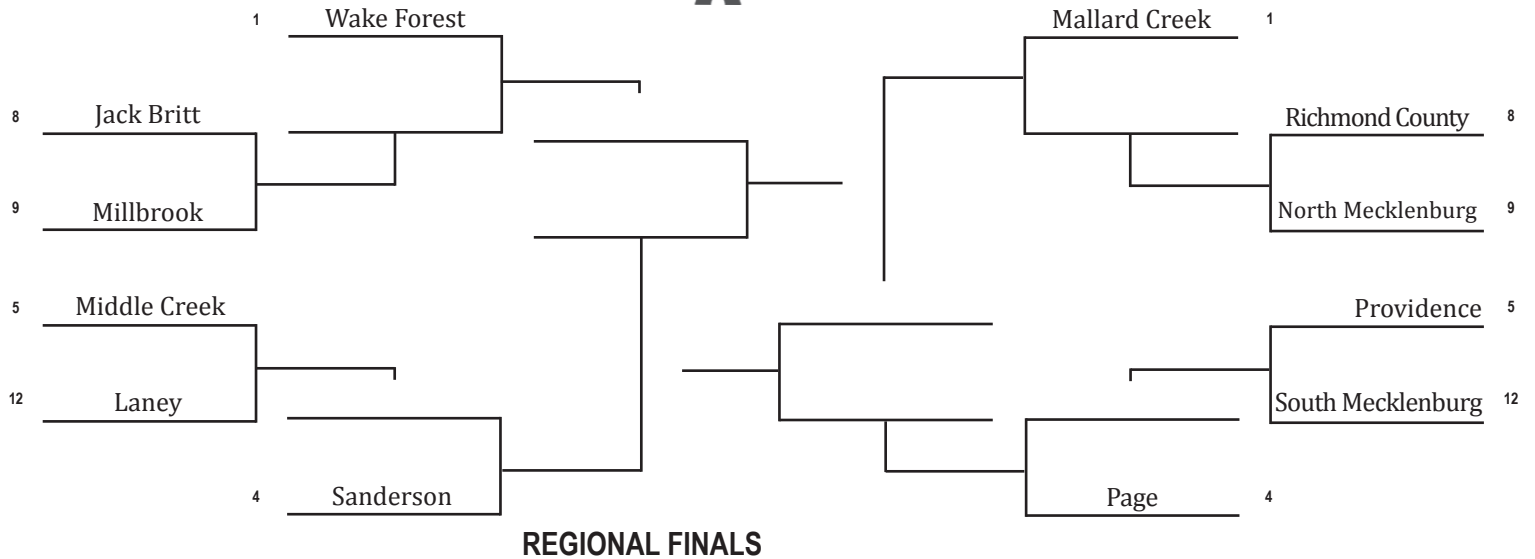 1 Wake Forest
Mallard Creek 1
8 Jack Britt
Richmond County 8
9 Millbrook
North Mecklenburg 9
5 Middle Creek
Providence 5
12 Laney
South Mecklenburg 12
4 Sanderson
Page 4
REGIONAL FINALS